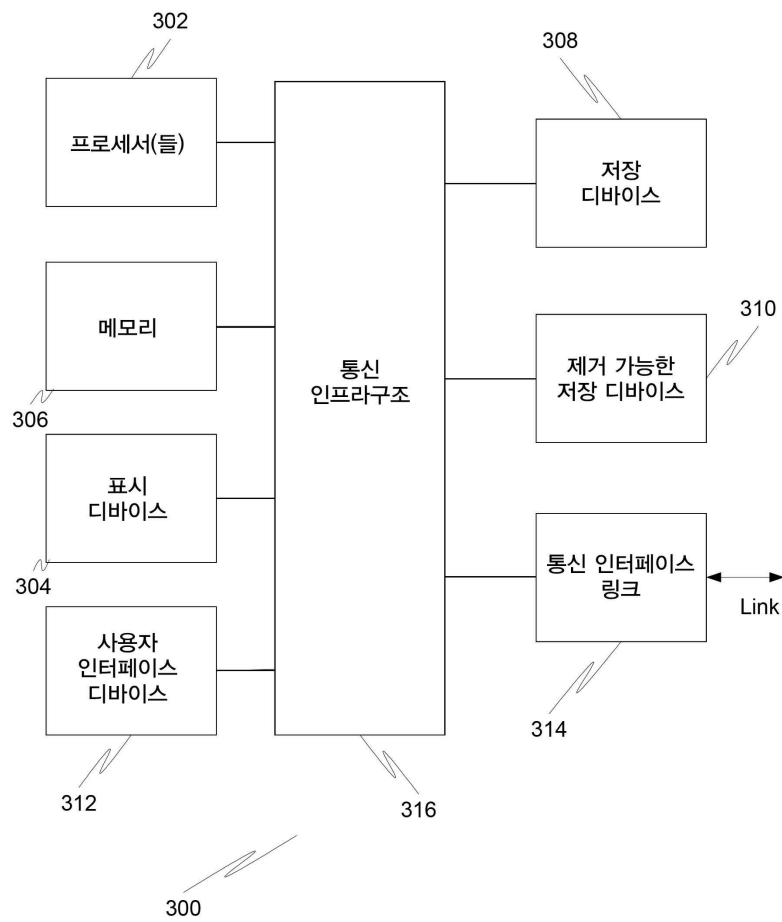 302
프로세서(들)
메모리
306
표시
디바이스
304
사용자
인터페이스
디바이스
312
통신
인프라구조
316
308
저장
디바이스
310
제거 가능한
저장 디바이스
통신 인터페이스
링크
Link
314
300